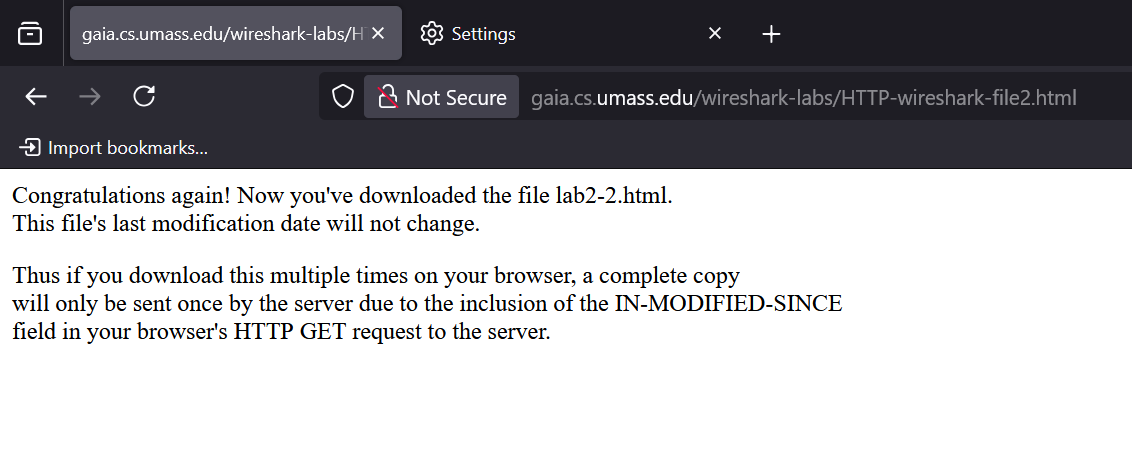 gaia.cs.umass.edu/wireshark-labs/H
Settings
Not Secure
gaia.cs.umass.edu/wireshark-labs/HTTP-wireshark-file2.html
Import bookmarks...
Congratulations again! Now you've downloaded the file lab2-2.html.
This file's last modification date will not change.
Thus if you download this multiple times on your browser, a complete copy
will only be sent once by the server due to the inclusion of the IN-MODIFIED-SINCE
field in your browser's HTTP GET request to the server.